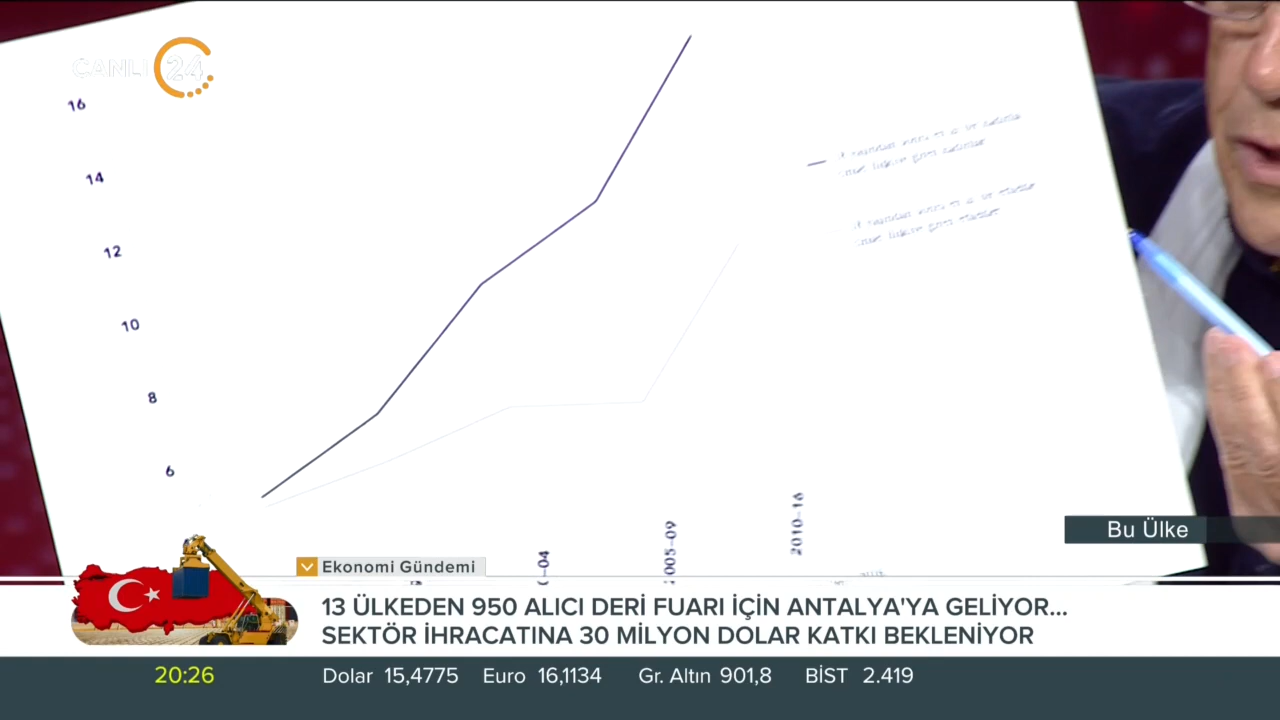 CANLI 24
16
14
12
10
8
6
-04
2005-09
2010-16
Bu Ülke
Ekonomi Gündemi
13 ÜLKEDEN 950 ALICI DERİ FUARI İÇİN ANTALYA'YA GELİYOR...
SEKTÖR İHRACATINA 30 MİLYON DOLAR KATKI BEKLENİYOR
20:26 Dolar 15,4775 Euro 16,1134 Gr. Altın 901,8 BİST 2.419